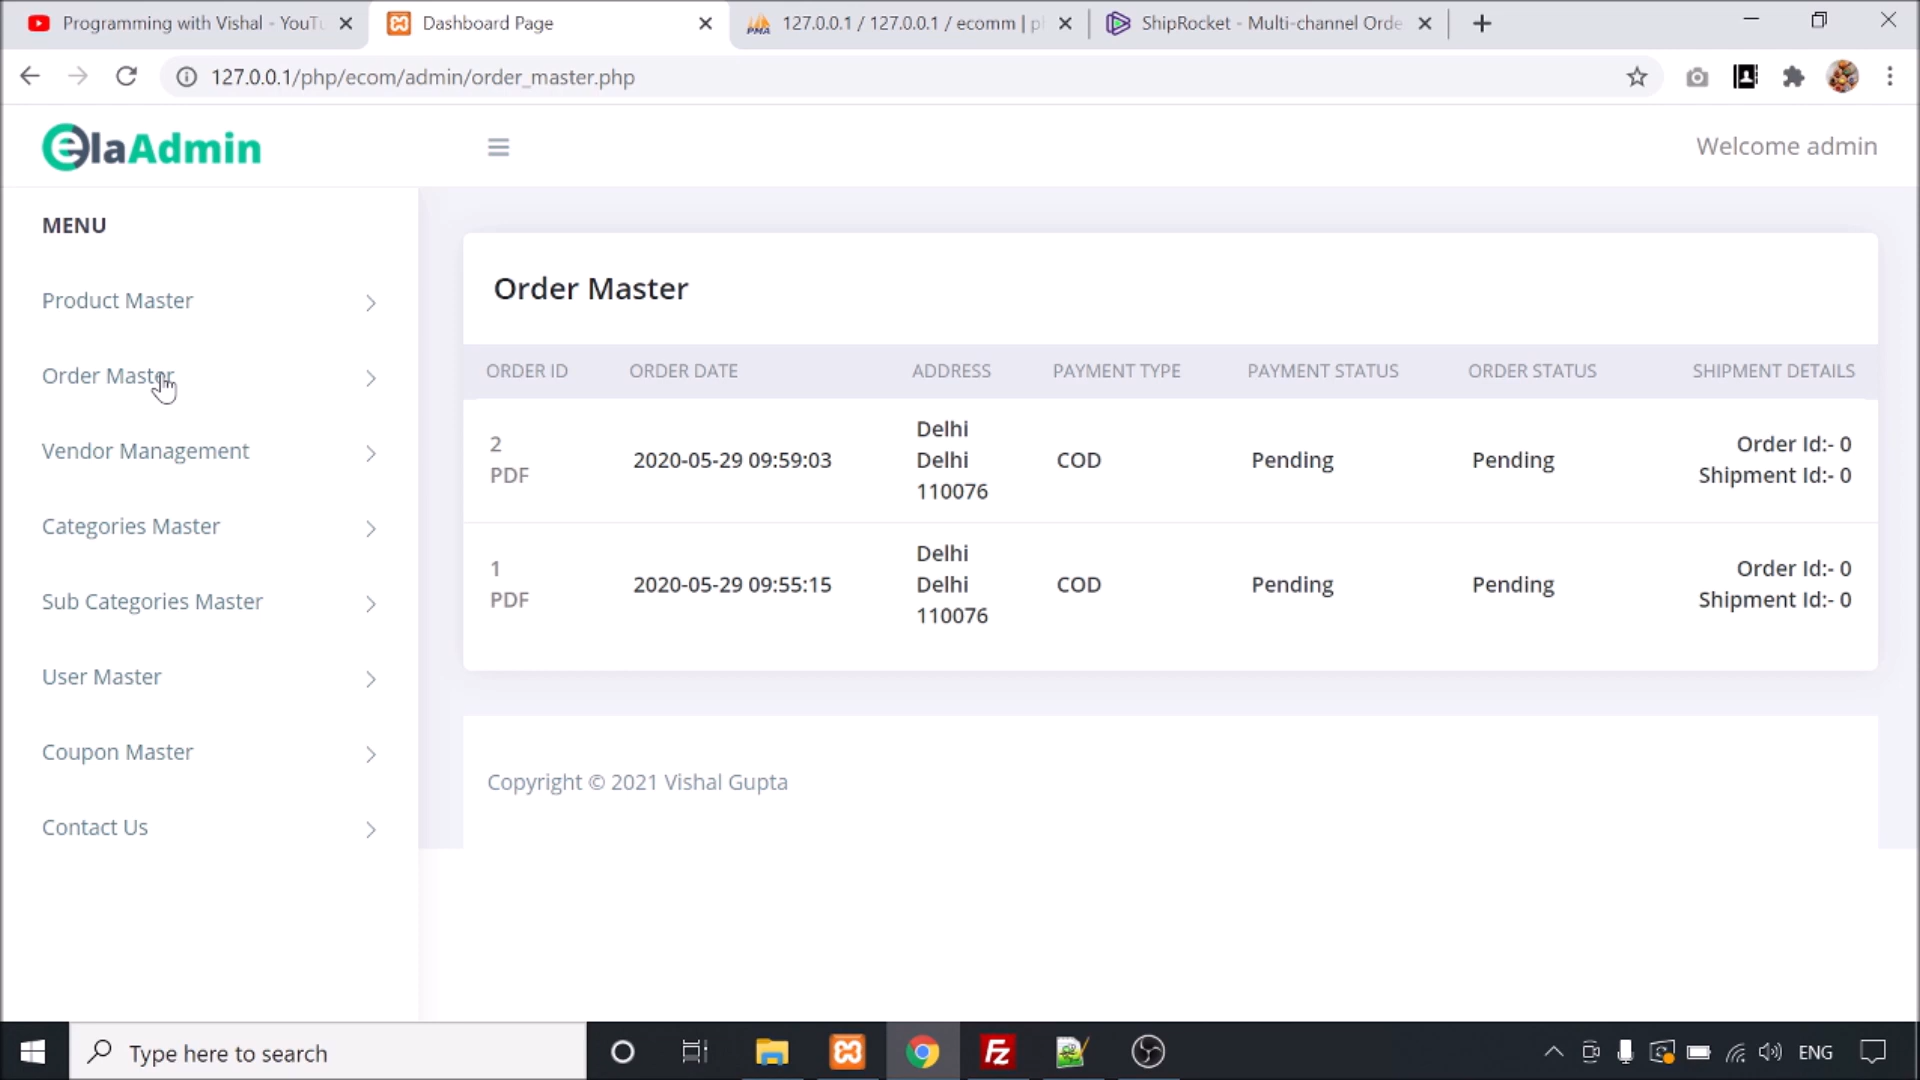 Programming with Vishal - YouTu
Dashboard Page
127.0.0.1 / 127.0.0.1 / ecomm | p
ShipRocket - Multi-channel Orde
127.0.0.1/php/ecom/admin/order_master.php
elaAdmin
Welcome admin
MENU
Product Master
Order Master
Vendor Management
Categories Master
Sub Categories Master
User Master
Coupon Master
Contact Us
Order Master
ORDER ID ORDER DATE ADDRESS PAYMENT TYPE PAYMENT STATUS ORDER STATUS SHIPMENT DETAILS
2
PDF
2020-05-29 09:59:03
Delhi
Delhi
110076
COD
Pending
Pending
Order Id:- 0
Shipment Id:- 0
1
PDF
2020-05-29 09:55:15
Delhi
Delhi
110076
COD
Pending
Pending
Order Id:- 0
Shipment Id:- 0
Copyright © 2021 Vishal Gupta
Type here to search
ENG